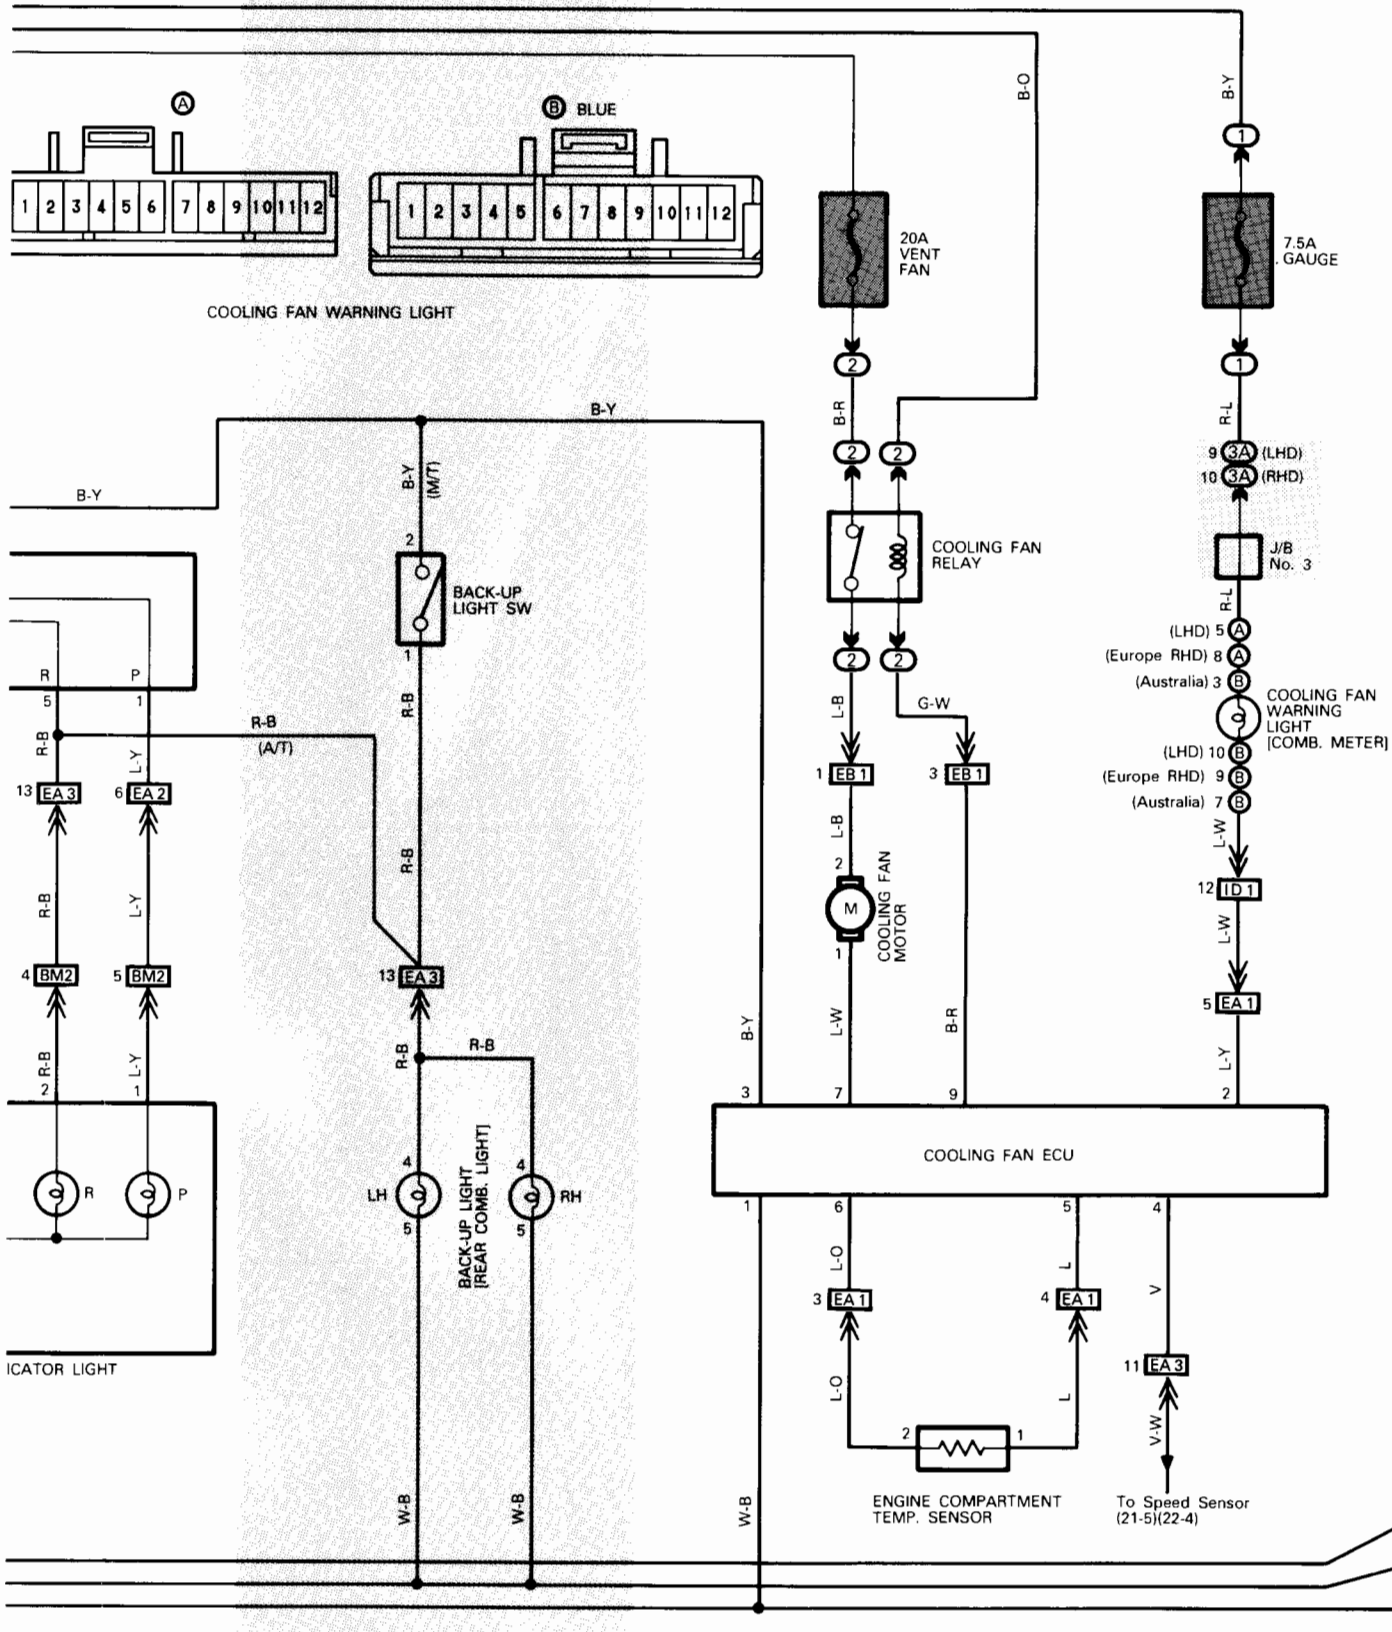 B-O
B-Y
A
B BLUE
1
1 2 3 4 5 6 7 8 9 10 11 12
1 2 3 4 5 6 7 8 9 10 11 12
20A
VENT
FAN
7.5A
GAUGE
COOLING FAN WARNING LIGHT
2
1
B-Y
B-R
R-L
2
2
9 3A (LHD)
10 3A (RHD)
B-Y
B-Y
(M/T)
2
COOLING FAN
RELAY
J/B
No. 3
BACK-UP
LIGHT SW
R-L
1
2
2
(LHD) 5 A
(Europe RHD) 8 A
(Australia) 3 B
R
P
5
1
R-B
L-B
G-W
COOLING FAN
WARNING
LIGHT
[COMB. METER]
R-B
(A/T)
R-B
L-Y
(LHD) 10 B
(Europe RHD) 9 B
(Australia) 7 B
13 EA3
6 EA2
1 EB1
3 EB1
L-B
L-W
R-B
2
M
1
COOLING FAN
MOTOR
12 ID1
R-B
L-Y
L-W
4 BM2
5 BM2
13 EA3
5 EA1
R-B
L-Y
R-B
R-B
B-Y
L-W
B-R
L-Y
2
1
3
7
9
2
COOLING FAN ECU
R
P
LH
4
5
4
5
RH
BACK-UP LIGHT
[REAR COMB. LIGHT]
1
6
5
4
L-O
L
V
3 EA1
4 EA1
11 EA3
ICATOR LIGHT
L-O
L
V-W
2
1
ENGINE COMPARTMENT
TEMP. SENSOR
To Speed Sensor
(21-5)(22-4)
W-B
W-B
W-B